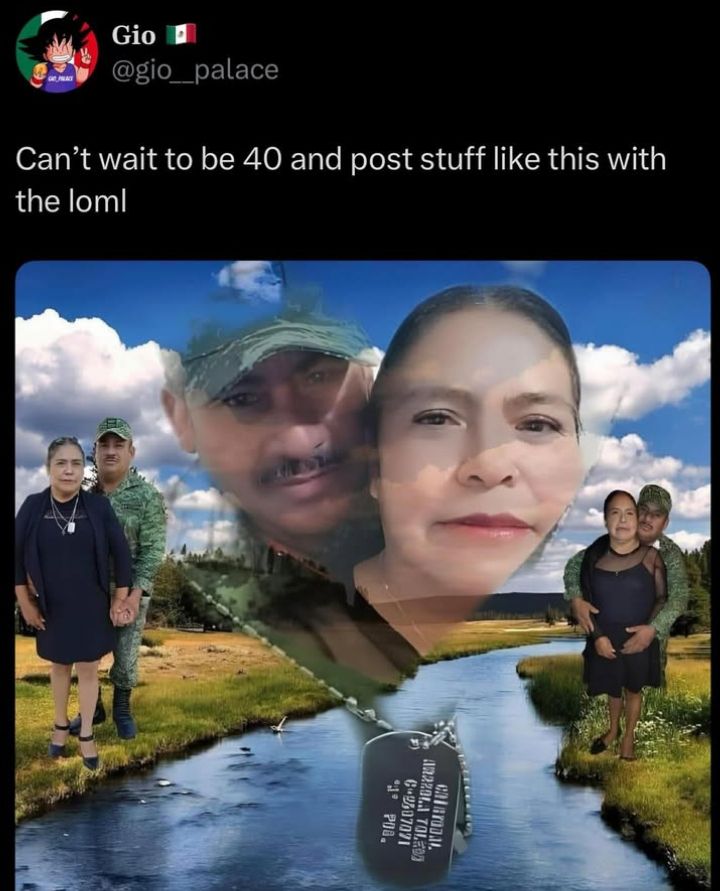 Gio 🇲🇽
@gio__palace
Can’t wait to be 40 and post stuff like this with
the loml